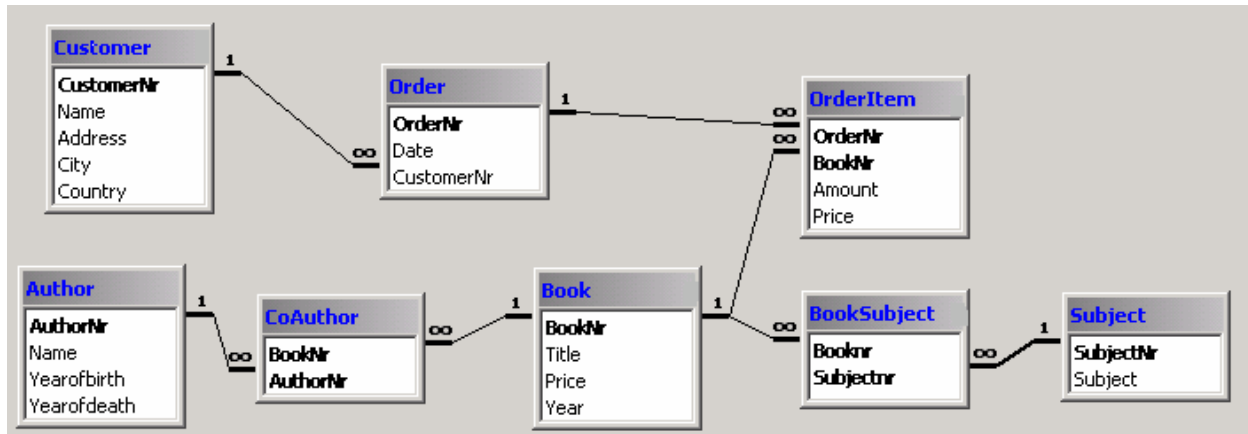 Customer
CustomerNr
Name
Address
City
Country
1
∞
Order
OrderNr
Date
CustomerNr
1
∞
∞
OrderItem
OrderNr
BookNr
Amount
Price
Author
AuthorNr
Name
Yearofbirth
Yearofdeath
1
∞
CoAuthor
BookNr
AuthorNr
∞
1
Book
BookNr
Title
Price
Year
1
∞
BookSubject
Booknr
Subjectnr
∞
1
Subject
SubjectNr
Subject